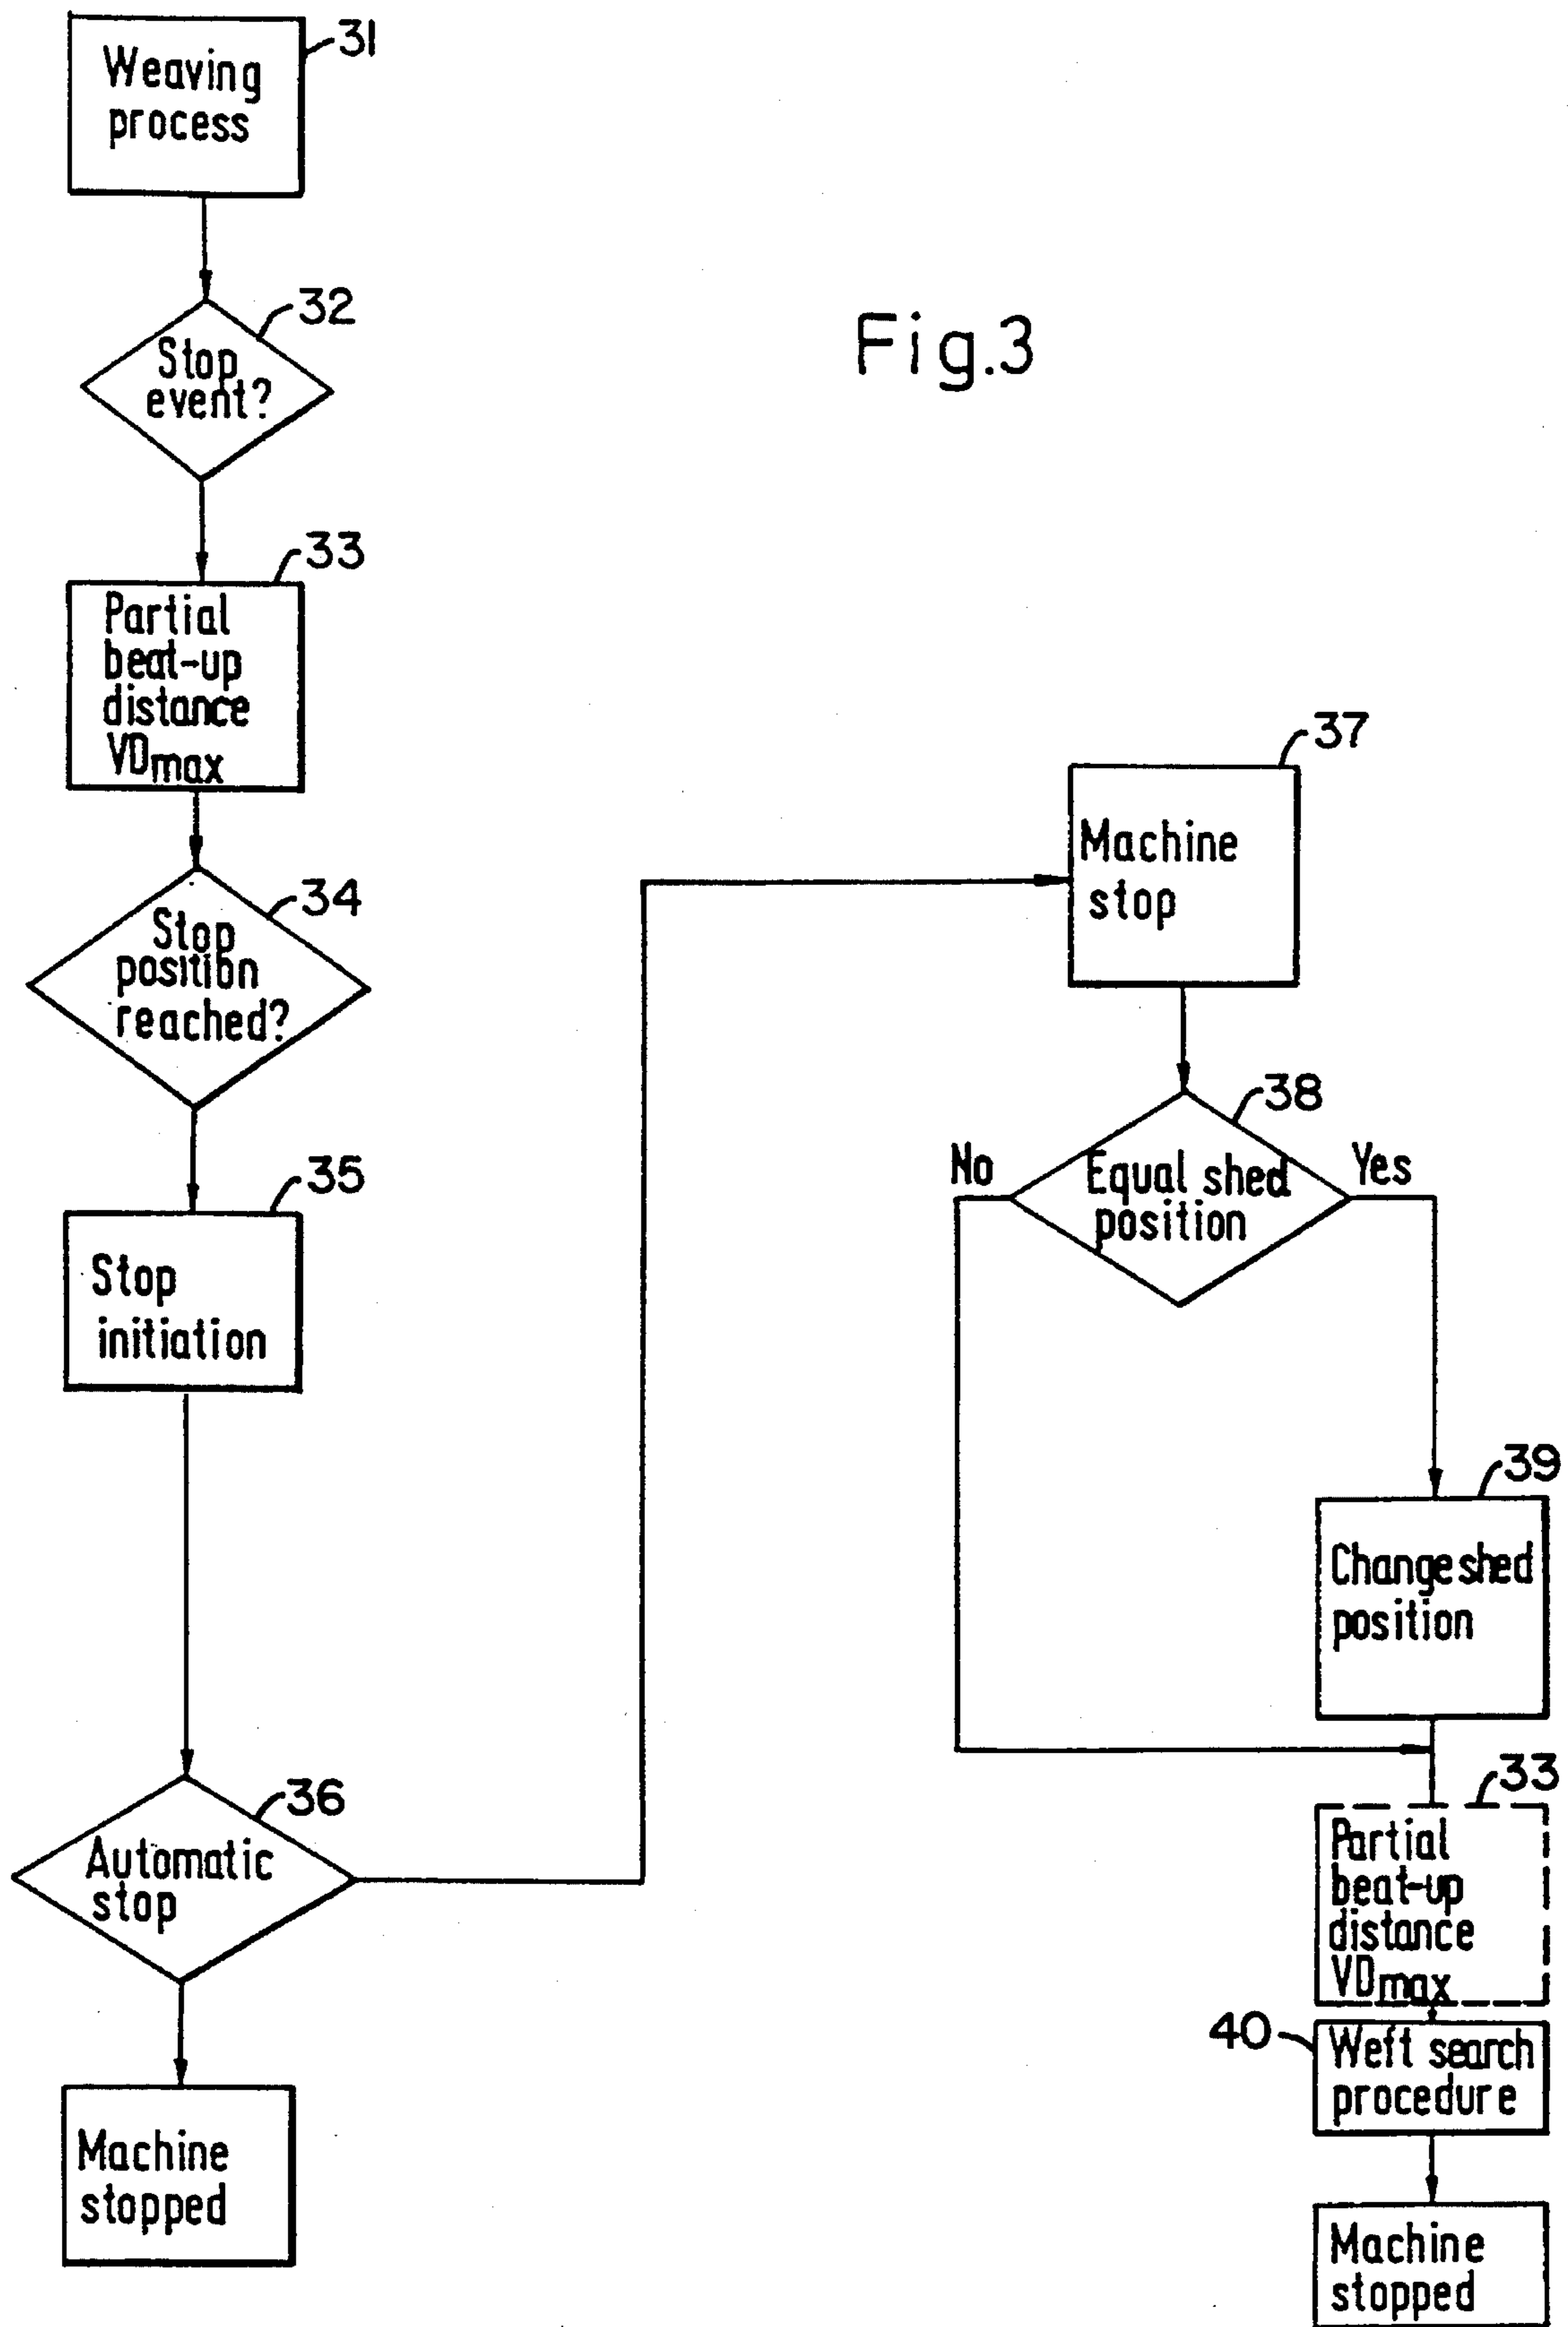 31
Weaving
process
32
Stop
event?
Fig.3
33
Partial
beat-up
distance
VDmax
34
Stop
position
reached?
35
Stop
initiation
36
Automatic
stop
Machine
stopped
37
Machine
stop
38
No
Equal shed
position
Yes
39
Change shed
position
33
Partial
beat-up
distance
VDmax
40
Weft search
procedure
Machine
stopped